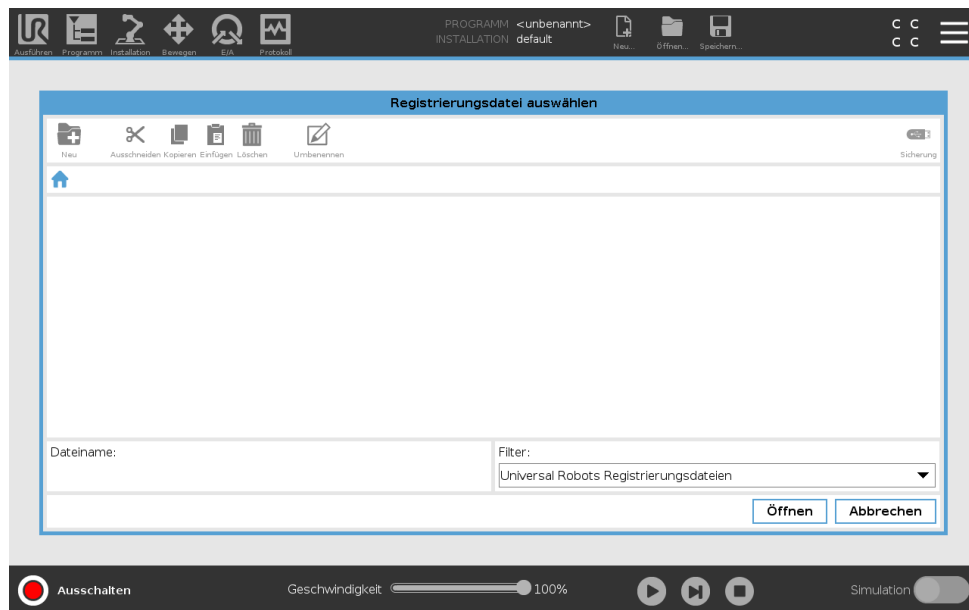 PROGRAMM <unbenannt>
INSTALLATION default
Ausführen Programm Installation Bewegen E/A Protokoll Neu... Öffnen... Speichern...
C C
C C
Registrierungsdatei auswählen
Neu Ausschneiden Kopieren Einfügen Löschen Umbenennen Sicherung
Dateiname:
Filter:
Universal Robots Registrierungsdateien
Öffnen Abbrechen
Ausschalten Geschwindigkeit 100% Simulation